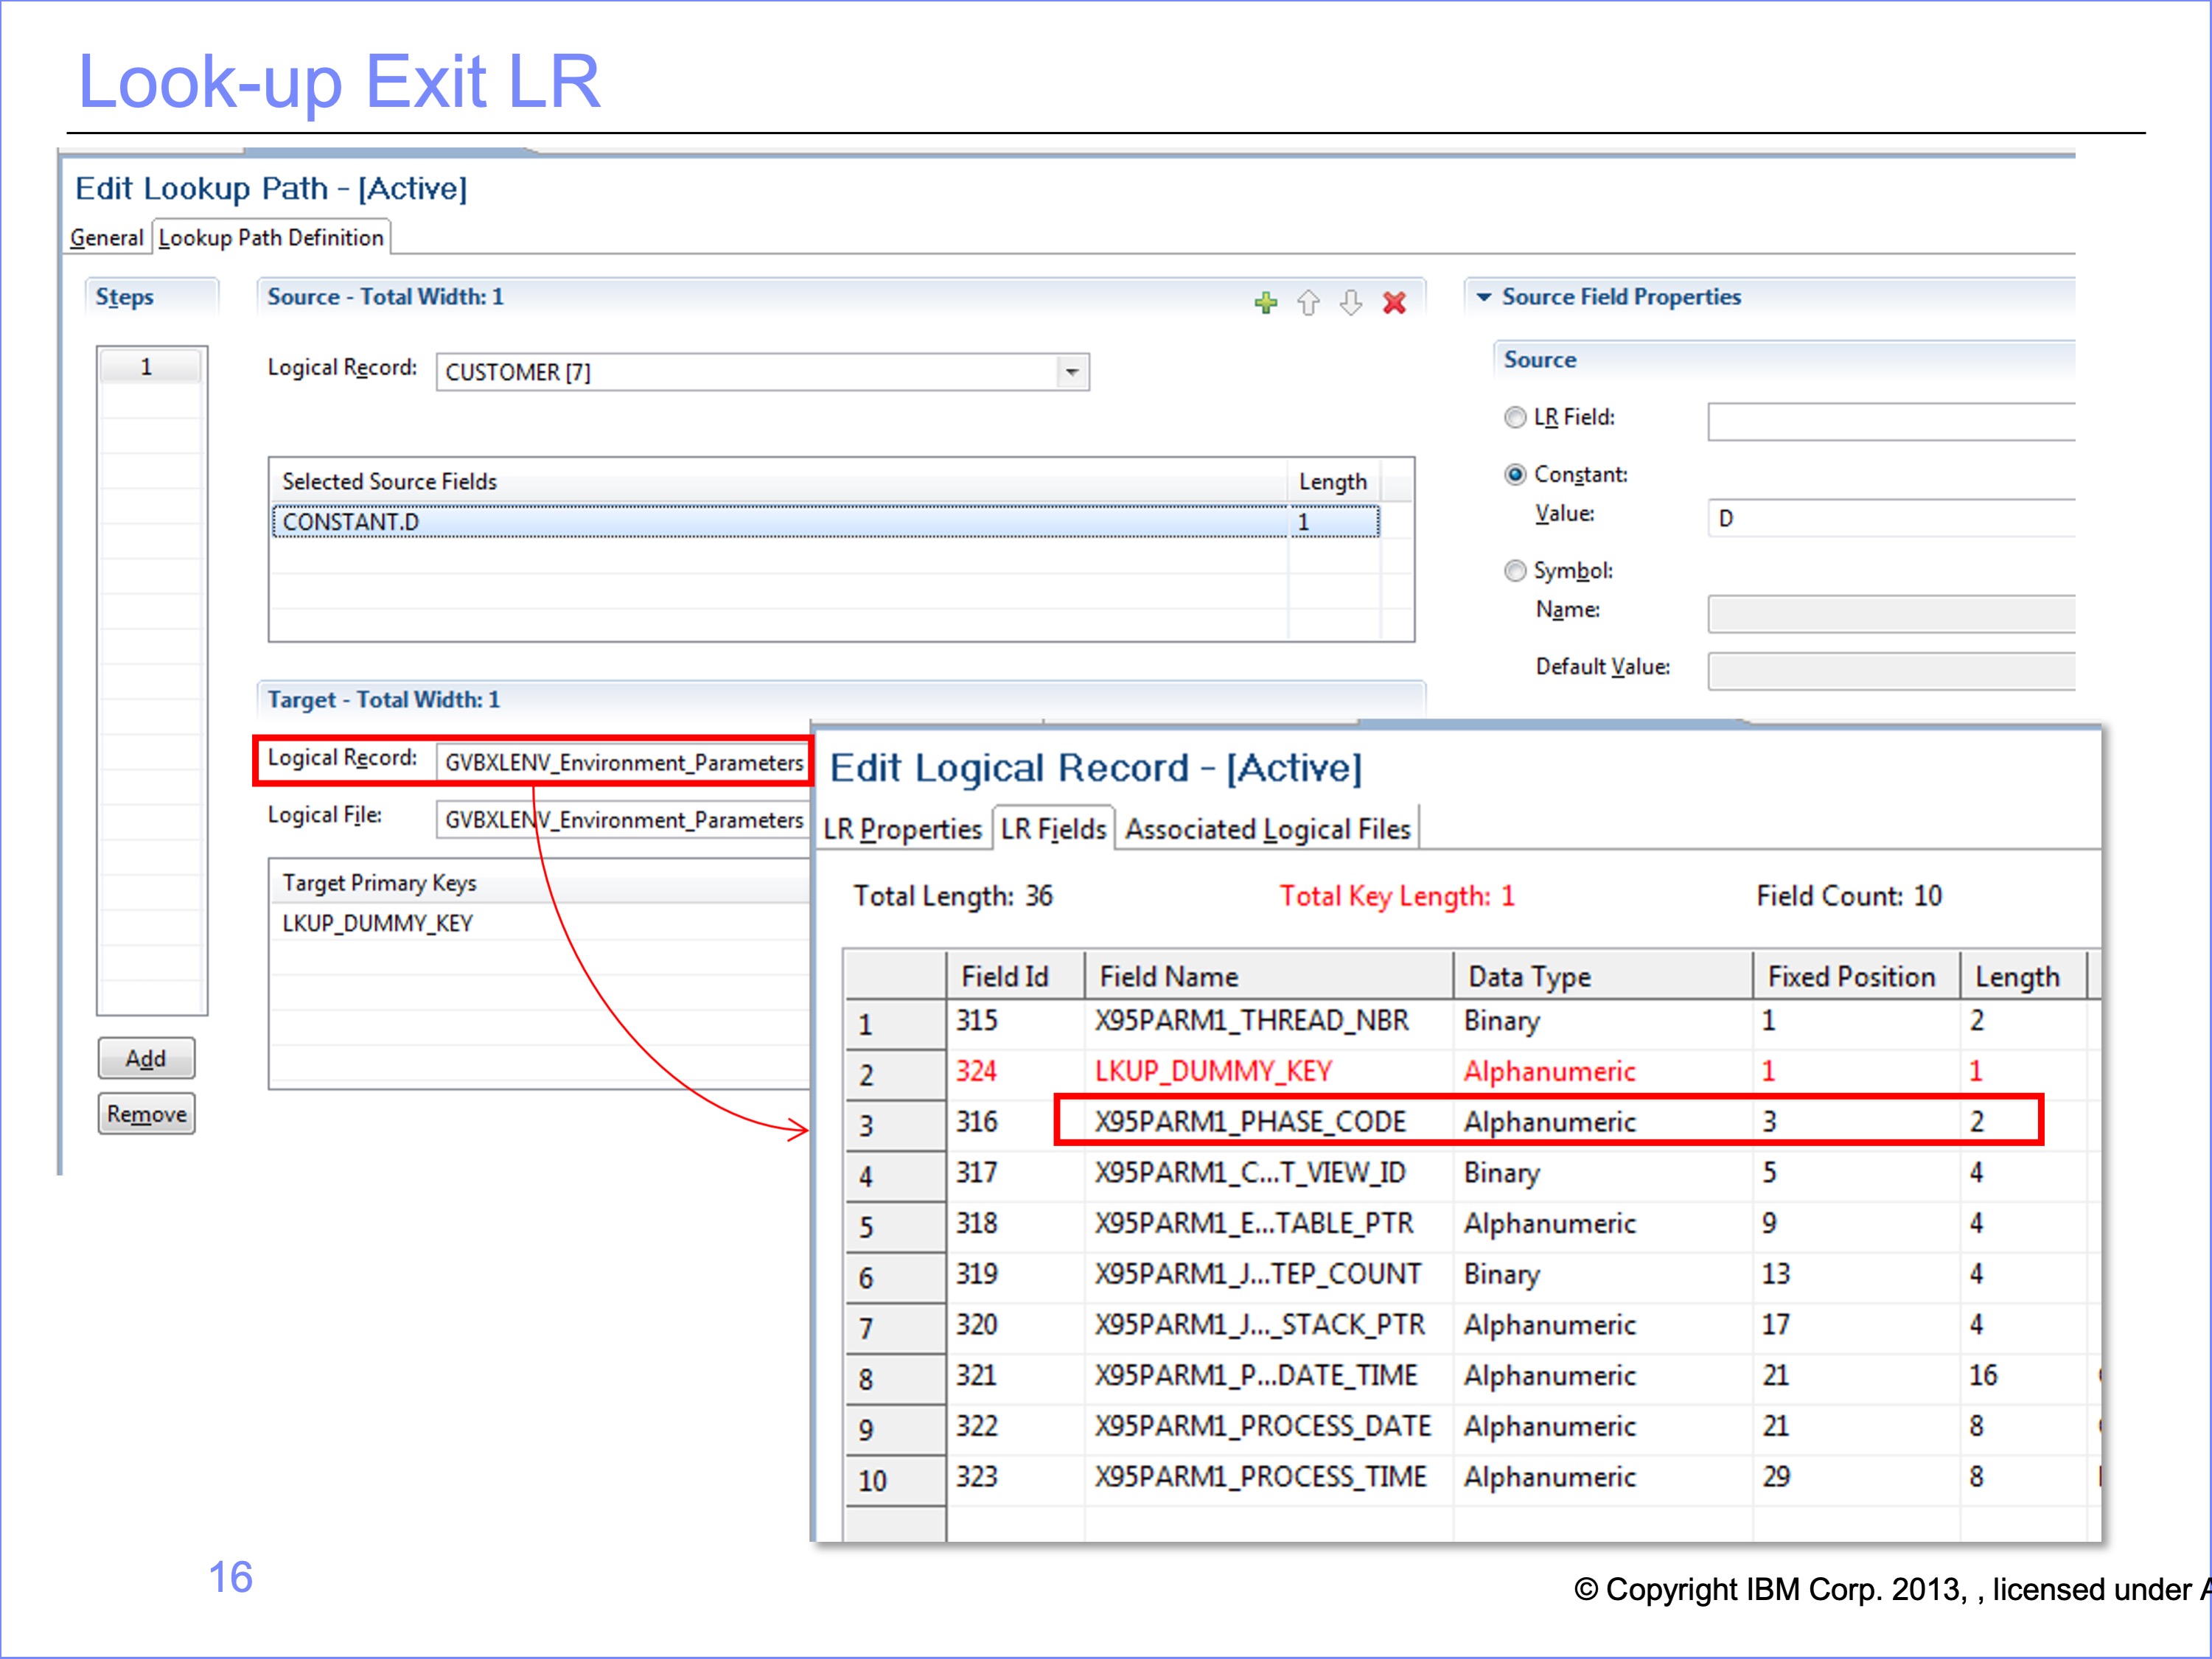 Look-up Exit LR
Edit Lookup Path - [Active]
General Lookup Path Definition
Steps
1
Add
Remove
Source - Total Width: 1
Logical Record: CUSTOMER [7]
Selected Source Fields Length
CONSTANT.D 1
Source Field Properties
Source
LR Field:
Constant:
Value: D
Symbol:
Name:
Default Value:
Target - Total Width: 1
Logical Record: GVBXLENV_Environment_Parameters
Logical File: GVBXLENV_Environment_Parameters
Target Primary Keys
LKUP_DUMMY_KEY
Edit Logical Record - [Active]
LR Properties LR Fields Associated Logical Files
Total Length: 36 Total Key Length: 1 Field Count: 10
Field Id Field Name Data Type Fixed Position Length
1 315 X95PARM1_THREAD_NBR Binary 1 2
2 324 LKUP_DUMMY_KEY Alphanumeric 1 1
3 316 X95PARM1_PHASE_CODE Alphanumeric 3 2
4 317 X95PARM1_C...T_VIEW_ID Binary 5 4
5 318 X95PARM1_E...TABLE_PTR Alphanumeric 9 4
6 319 X95PARM1_J...TEP_COUNT Binary 13 4
7 320 X95PARM1_J..._STACK_PTR Alphanumeric 17 4
8 321 X95PARM1_P...DATE_TIME Alphanumeric 21 16
9 322 X95PARM1_PROCESS_DATE Alphanumeric 21 8
10 323 X95PARM1_PROCESS_TIME Alphanumeric 29 8
16
© Copyright IBM Corp. 2013, , licensed under